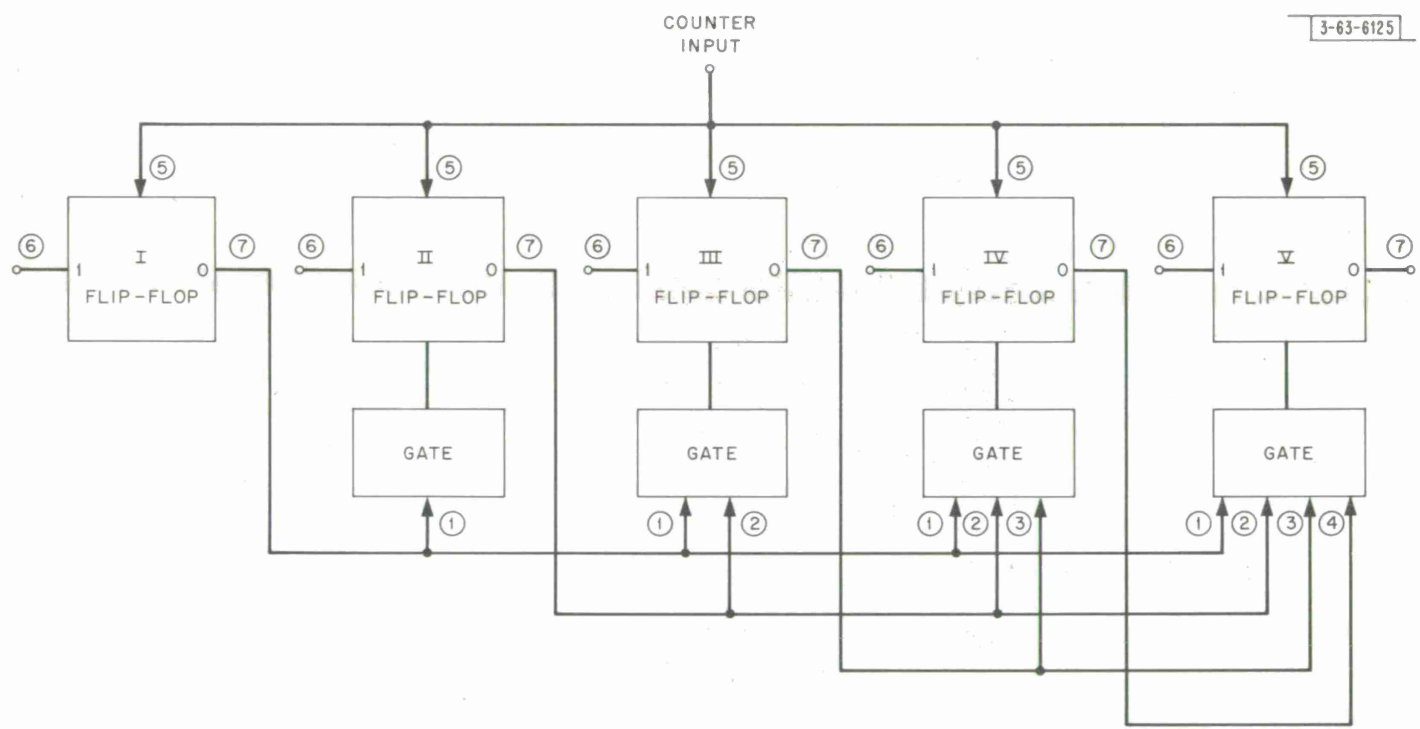 COUNTER
INPUT
3-63-6125
5 5 5 5 5
6 1 I 0 7 6 1 II 0 7 6 1 III 0 7 6 1 IV 0 7 6 1 V 0 7
FLIP-FLOP FLIP-FLOP FLIP-FLOP FLIP-FLOP FLIP-FLOP
GATE GATE GATE GATE
1 1 2 1 2 3 1 2 3 4